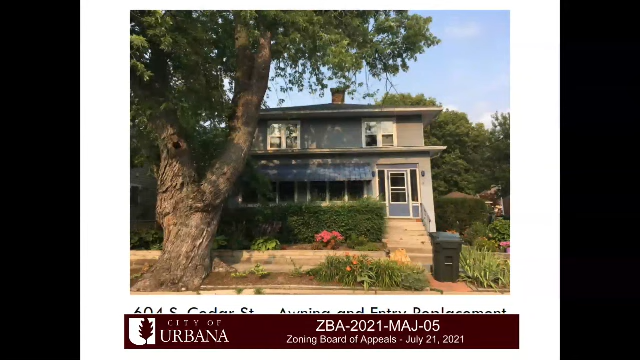 604 S. Cedar St. – Awning and Entry Replacement
CITY OF
URBANA
ZBA-2021-MAJ-05
Zoning Board of Appeals - July 21, 2021